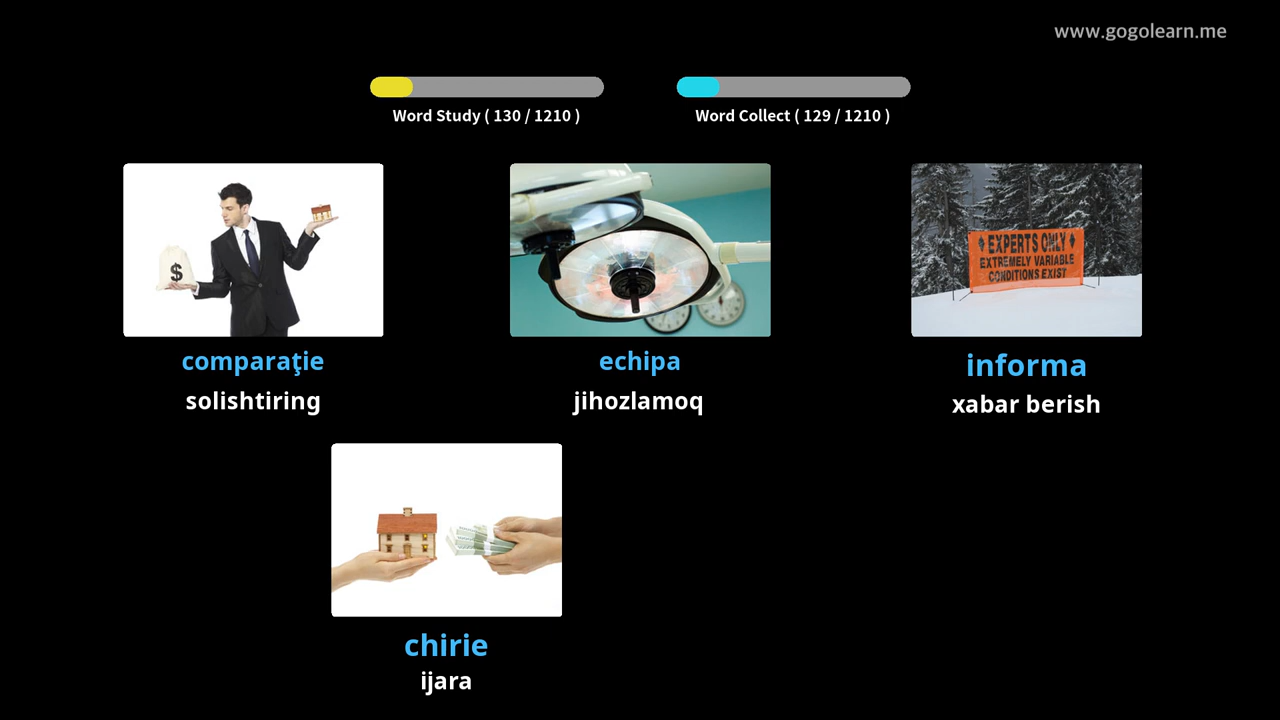 www.gogolearn.me
Word Study ( 130 / 1210 )
Word Collect ( 129 / 1210 )
$
EXPERTS ONLY
EXTREMELY VARIABLE
CONDITIONS EXIST
comparaţie
echipa
informa
solishtiring
jihozlamoq
xabar berish
chirie
ijara